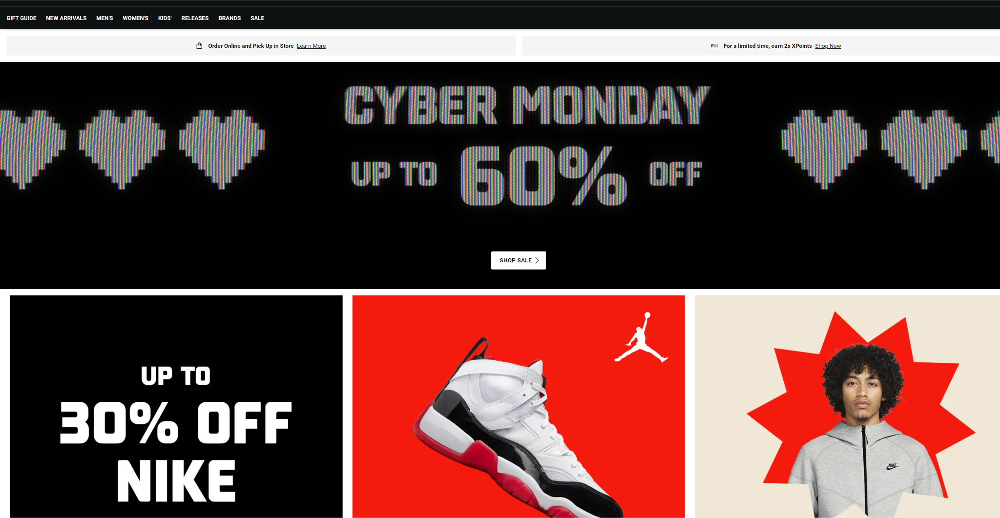 GIFT GUIDE NEW ARRIVALS MEN'S WOMEN'S KIDS' RELEASES BRANDS SALE
Order Online and Pick Up in Store Learn More
FLX For a limited time, earn 2x XPoints Shop Now
CYBER MONDAY
UP TO 60% OFF
SHOP SALE
UP TO
30% OFF
NIKE
NIKE